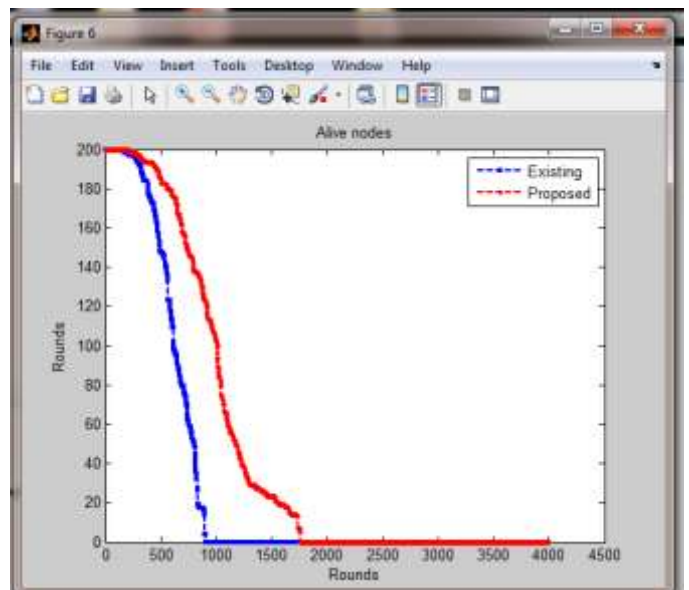 Figure 6
File Edit View Insert Tools Desktop Window Help
Alive nodes
200
180
160
140
120
100
80
60
40
20
0
Rounds
Existing
Proposed
0 500 1000 1500 2000 2500 3000 3500 4000 4500
Rounds